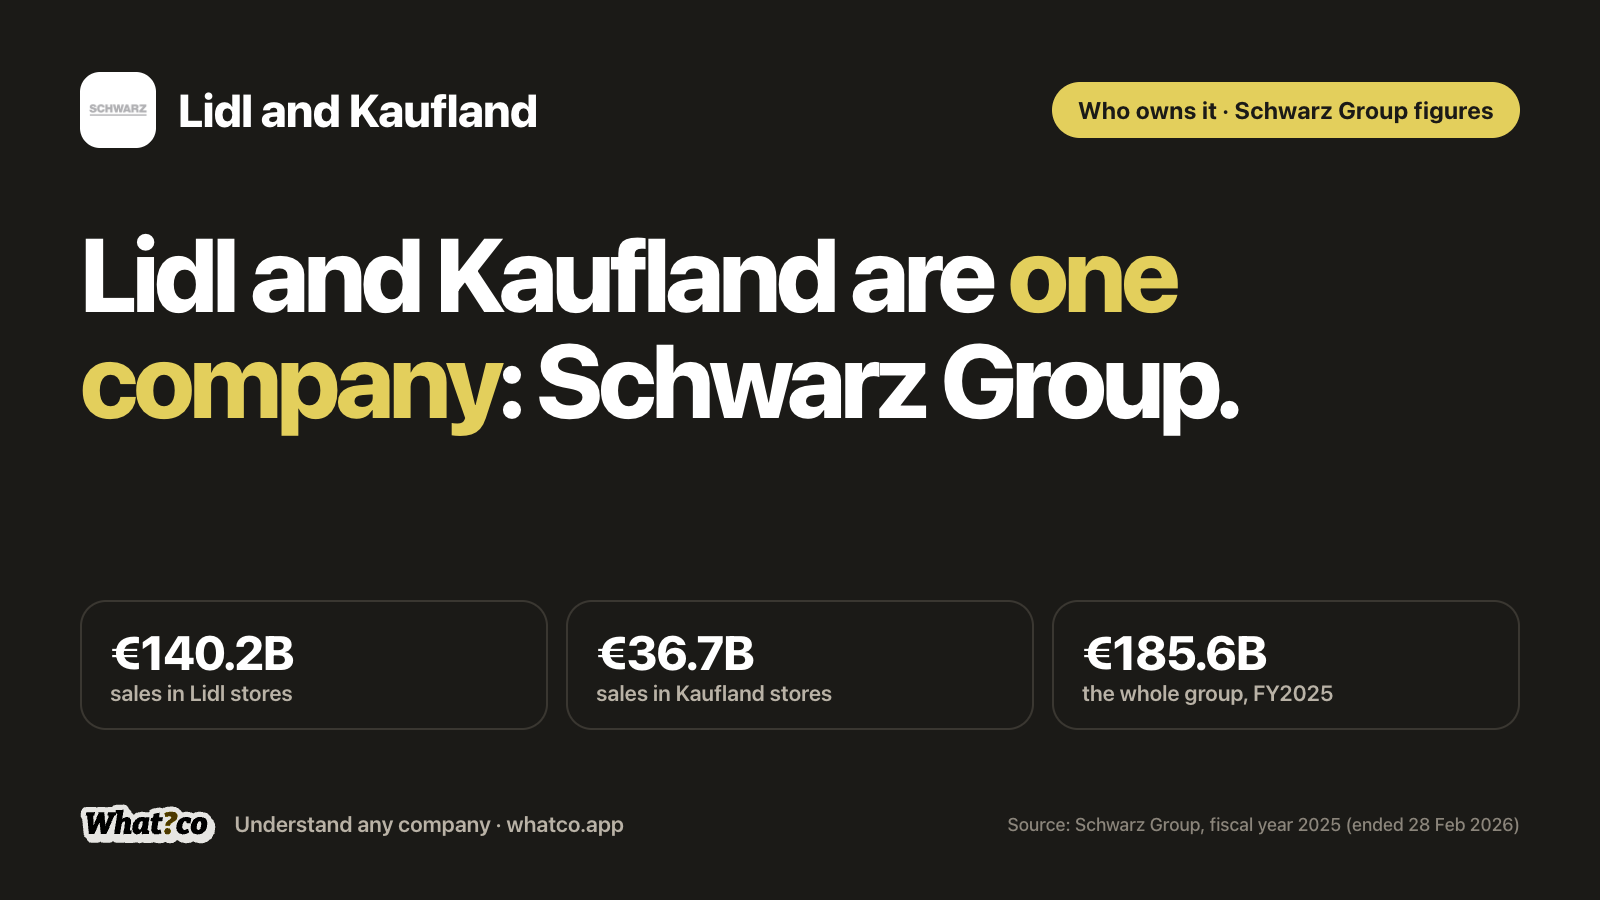 SCHWARZ
Lidl and Kaufland
Who owns it · Schwarz Group figures
Lidl and Kaufland are one
company: Schwarz Group.
€140.2B
sales in Lidl stores
€36.7B
sales in Kaufland stores
€185.6B
the whole group, FY2025
What?co
Understand any company · whatco.app
Source: Schwarz Group, fiscal year 2025 (ended 28 Feb 2026)